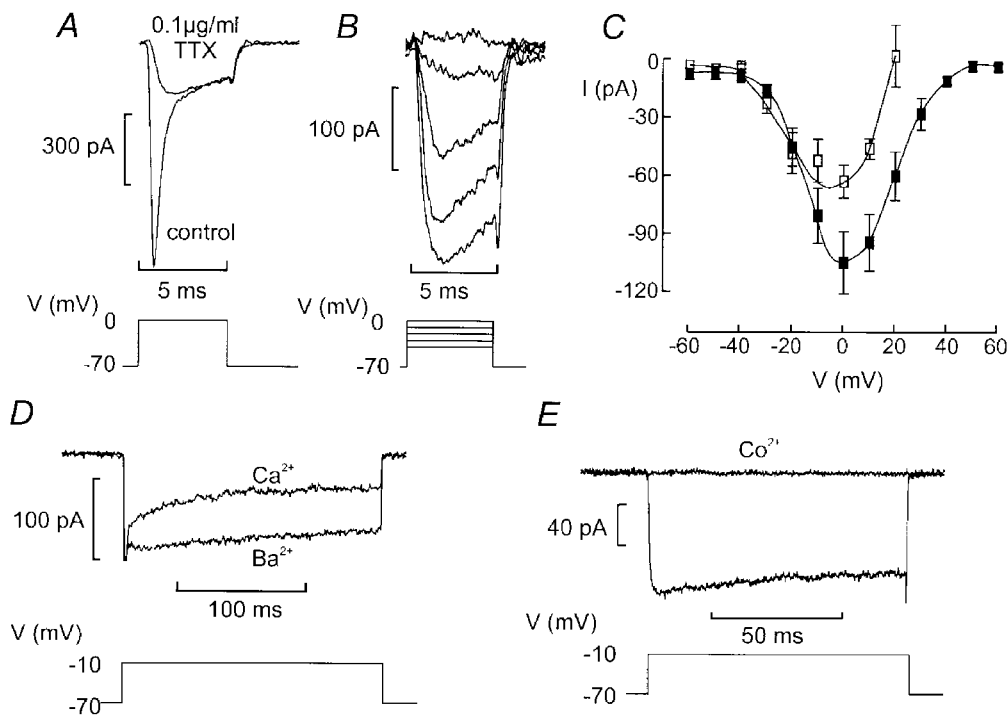 A
0.1µg/ml
TTX
300 pA
control
5 ms
V (mV)
0
-70
B
100 pA
5 ms
0
-70
C
I (pA)
0
-30
-60
-90
-120
-60 -40 -20 0 20 40 60
V (mV)
D
Ca²⁺
100 pA
Ba²⁺
100 ms
V (mV)
-10
-70
E
Co²⁺
40 pA
50 ms
V (mV)
-10
-70